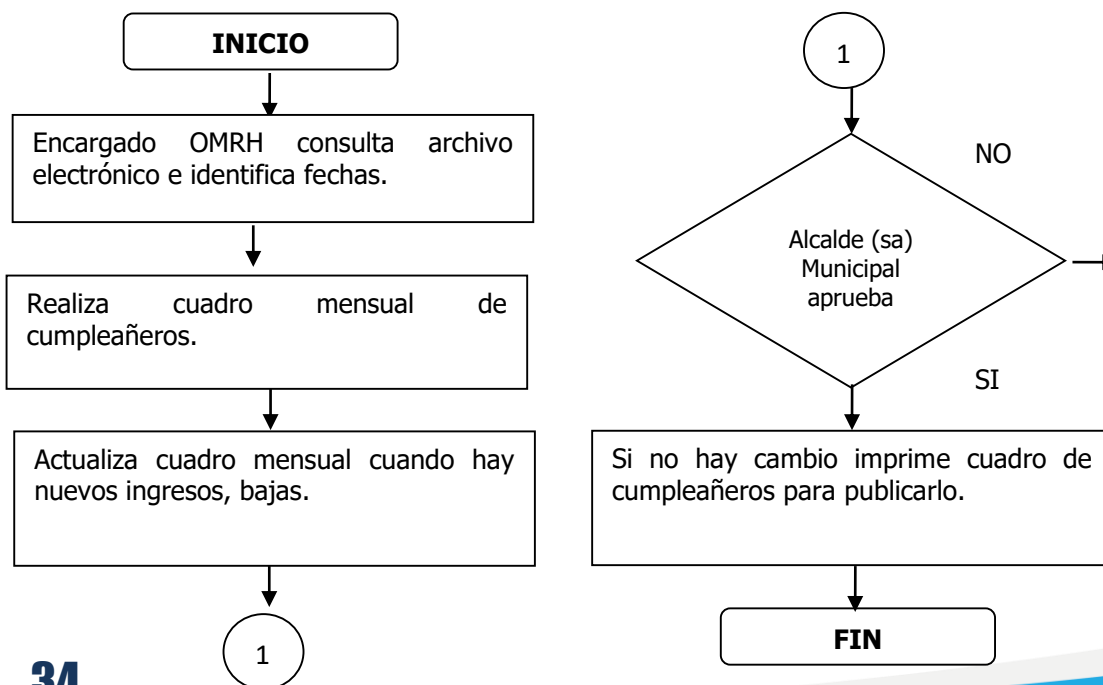 INICIO
Encargado OMRH consulta archivo
electrónico e identifica fechas.
Realiza cuadro mensual de
cumpleañeros.
Actualiza cuadro mensual cuando hay
nuevos ingresos, bajas.
1
34
1
NO
Alcalde (sa)
Municipal
aprueba
SI
Si no hay cambio imprime cuadro de
cumpleañeros para publicarlo.
FIN